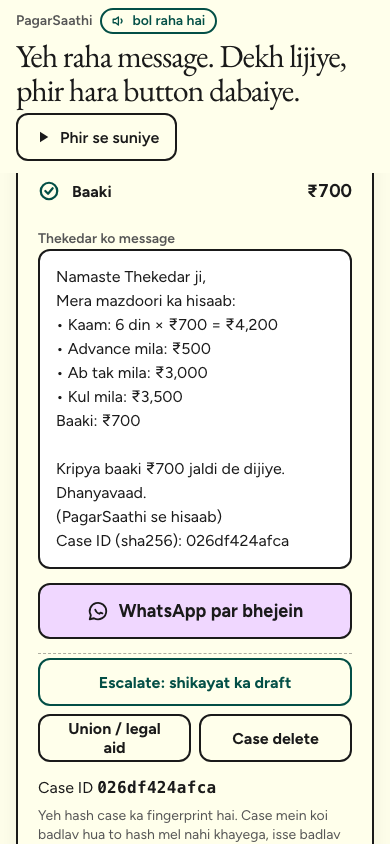 PagarSaathi bol raha hai
Yeh raha message. Dekh lijiye,
phir hara button dabaiye.
Phir se suniye
Baaki ₹700
Thekedar ko message
Namaste Thekedar ji,
Mera mazdoori ka hisaab:
• Kaam: 6 din × ₹700 = ₹4,200
• Advance mila: ₹500
• Ab tak mila: ₹3,000
• Kul mila: ₹3,500
Baaki: ₹700
Kripya baaki ₹700 jaldi de dijiye.
Dhanyavaad.
(PagarSaathi se hisaab)
Case ID (sha256): 026df424afca
WhatsApp par bhejein
Escalate: shikayat ka draft
Union / legal
aid
Case delete
Case ID 026df424afca
Yeh hash case ka fingerprint hai. Case mein koi
badlav hua to hash mel nahi khayega, isse badlav